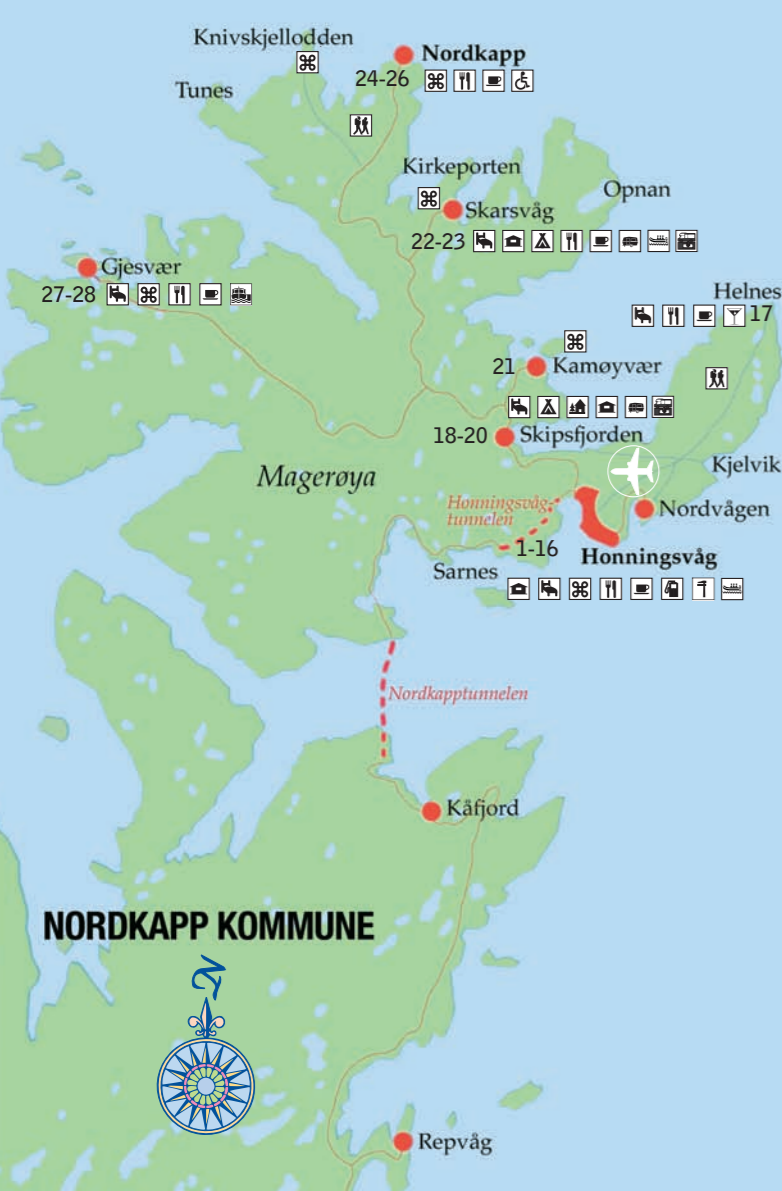 Knivskjellodden
Nordkapp
24-26
Tunes
Kirkeporten
Opnan
Skarsvåg
22-23
Gjesvær
27-28
Helnes
17
21 Kamøyvær
18-20 Skipsfjorden
Magerøya
Kjelvik
Honningsvåg-
tunnelen
Nordvågen
1-16
Honningsvåg
Sarnes
Nordkapptunnelen
Kåfjord
NORDKAPP KOMMUNE
N
Repvåg